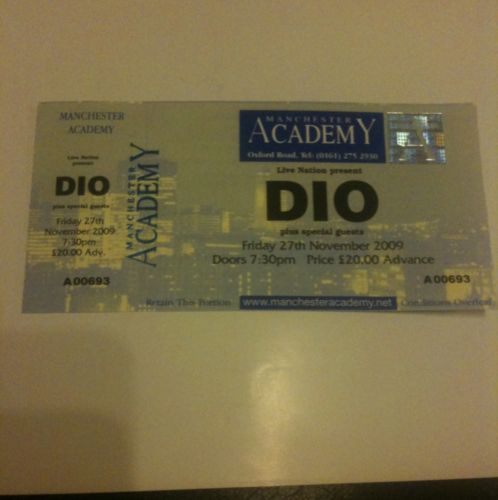 MANCHESTER
ACADEMY
Live Nation
present
DIO
plus special guests
Friday 27th
November 2009
7:30pm
£20.00 Adv.
A00693
MANCHESTER
ACADEMY
MANCHESTER
ACADEMY
Oxford Road. Tel: (0161) 275 2930
Live Nation present
DIO
plus special guests
Friday 27th November 2009
Doors 7:30pm Price £20.00 Advance
A00693
Retain This Portion
www.manchesteracademy.net
Conditions Overleaf